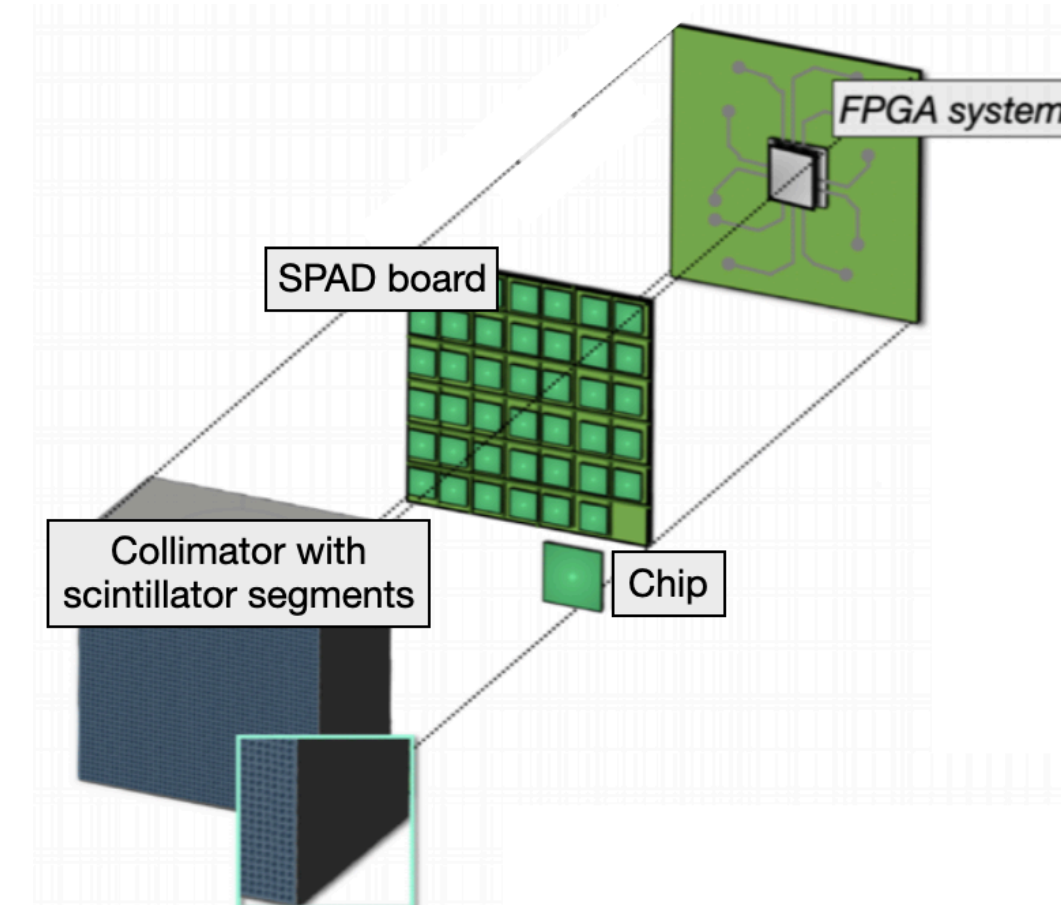 FPGA system
SPAD board
Collimator with
scintillator segments
Chip